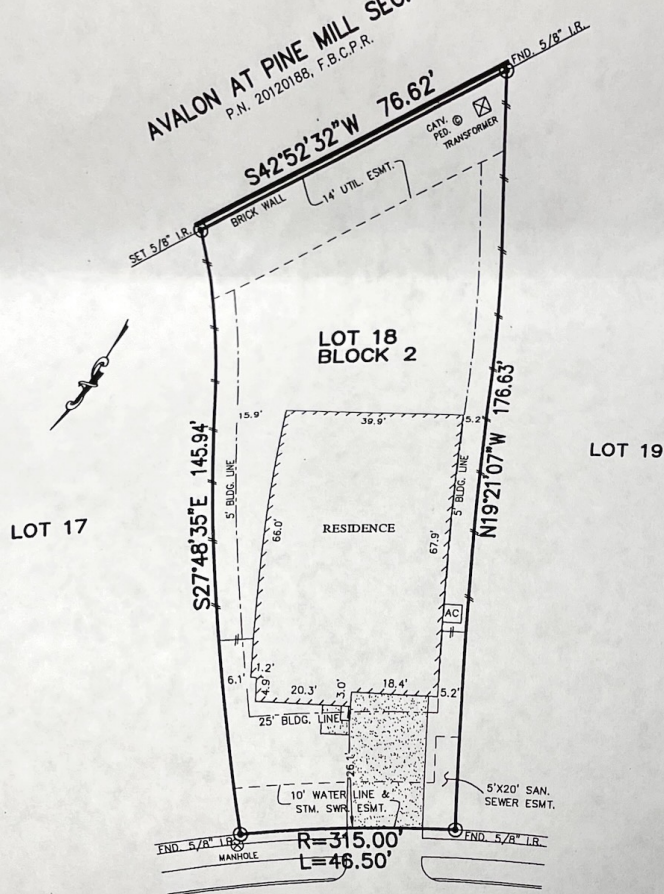 AVALON AT PINE MILL
P.N. 20120188, F.B.C.P.R.
FND. 5/8" I.R.
S42°52'32"W 76.62'
CATV. PED. ©
TRANSFORMER
14' UTIL. ESMT.
BRICK WALL
SET 5/8" I.R.
LOT 18
BLOCK 2
15.9'
39.9'
5.2'
S27°48'35"E 145.94'
N19°21'07"W 176.63'
5' BLDG. LINE
5' BLDG. LINE
LOT 17
LOT 19
66.0'
RESIDENCE
67.9'
AC
1.2'
6.1'
4.9'
20.3'
3.0'
18.4'
5.2'
25' BLDG. LINE
26.1'
10' WATER LINE &
STM. SWR. ESMT.
5'X20' SAN.
SEWER ESMT.
FND. 5/8" I.R.
MANHOLE
R=315.00'
L=46.50'
FND. 5/8" I.R.